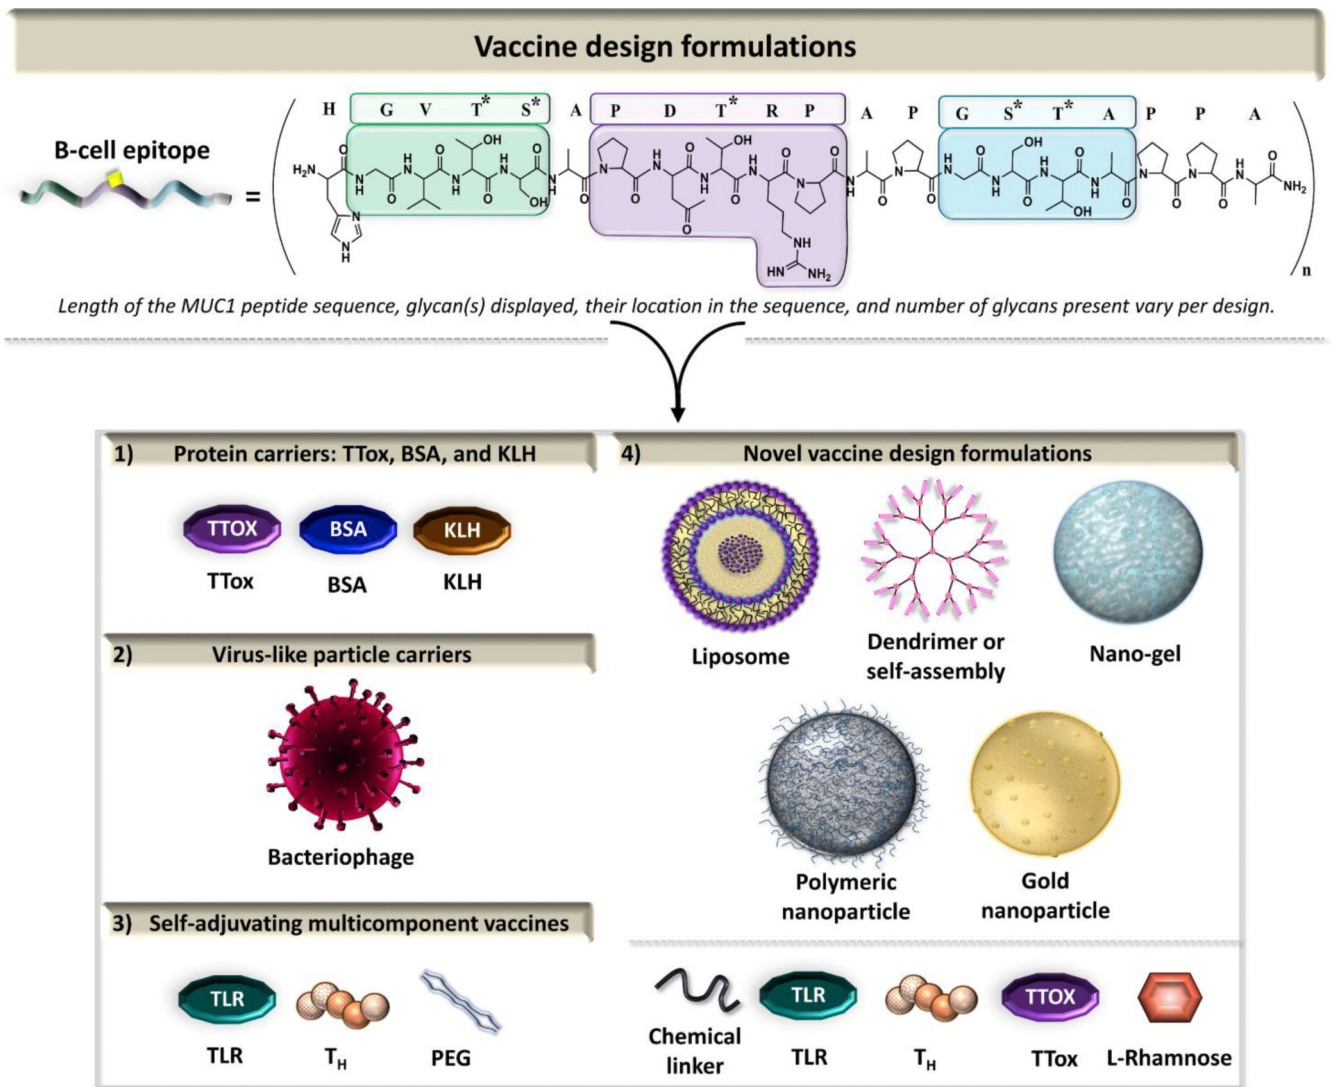 Vaccine design formulations
H G V T* S* A P D T* R P A P G S* T* A P P A
B-cell epitope
=
H2N O H N O H N O OH H N O OH H N O N O H N O O H N O OH H N O NH HN NH2 N O H N O N O H N O OH H N O OH H N O H N O N O N O H N O NH2
N N H
n
Length of the MUC1 peptide sequence, glycan(s) displayed, their location in the sequence, and number of glycans present vary per design.
1) Protein carriers: TTox, BSA, and KLH
TTOX BSA KLH
TTox BSA KLH
2) Virus-like particle carriers
Bacteriophage
3) Self-adjuvating multicomponent vaccines
TLR
TLR TH PEG
4) Novel vaccine design formulations
Liposome
Dendrimer or
self-assembly
Nano-gel
Polymeric
nanoparticle
Gold
nanoparticle
Chemical
linker
TLR
TLR
TH
TTOX
TTox
L-Rhamnose